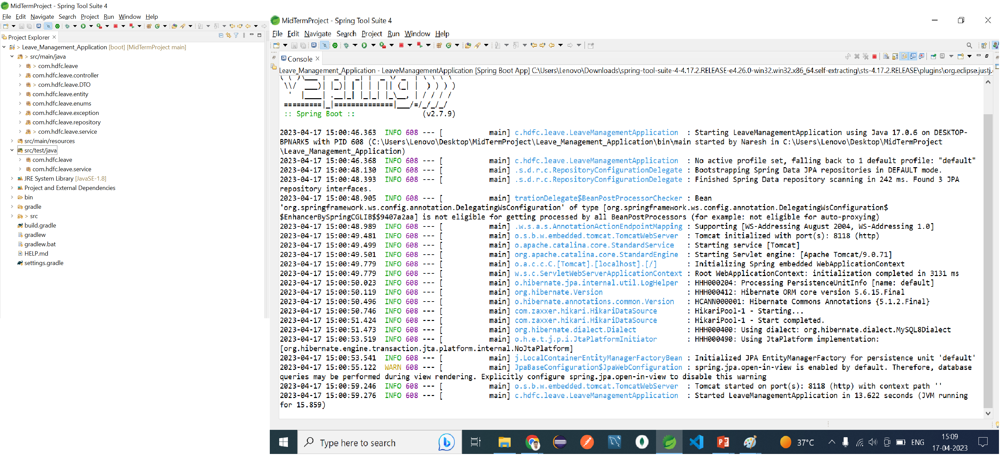 MidTermProject - Spring Tool Suite 4
File Edit Navigate Search Project Run Window Help
Project Explorer
> Leave_Management_Application [boot] [MidTermProject main]
> src/main/java
> com.hdfc.leave
com.hdfc.leave.controller
> com.hdfc.leave.DTO
com.hdfc.leave.entity
com.hdfc.leave.enums
com.hdfc.leave.exception
com.hdfc.leave.repository
> com.hdfc.leave.service
src/main/resources
src/test/java
com.hdfc.leave
com.hdfc.leave.service
JRE System Library [JavaSE-1.8]
Project and External Dependencies
bin
gradle
> src
build.gradle
gradlew
gradlew.bat
HELP.md
settings.gradle
MidTermProject - Spring Tool Suite 4
File Edit Navigate Search Project Run Window Help
Console
Leave_Management_Application - LeaveManagementApplication [Spring Boot App] C:\Users\Lenovo\Downloads\spring-tool-suite-4-4.17.2.RELEASE-e4.26.0-win32.win32.x86_64.self-extracting\sts-4.17.2.RELEASE\plugins\org.eclipse.justj.
:: Spring Boot :: (v2.7.9)
2023-04-17 15:00:46.363 INFO 608 --- [ main] c.hdfc.leave.LeaveManagementApplication : Starting LeaveManagementApplication using Java 17.0.6 on DESKTOP-
BPNARK5 with PID 608 (C:\Users\Lenovo\Desktop\MidTermProject\Leave_Management_Application\bin\main started by Naresh in C:\Users\Lenovo\Desktop\MidTermProject
\Leave_Management_Application)
2023-04-17 15:00:46.368 INFO 608 --- [ main] c.hdfc.leave.LeaveManagementApplication : No active profile set, falling back to 1 default profile: "default"
2023-04-17 15:00:48.130 INFO 608 --- [ main] .s.d.r.c.RepositoryConfigurationDelegate : Bootstrapping Spring Data JPA repositories in DEFAULT mode.
2023-04-17 15:00:48.393 INFO 608 --- [ main] .s.d.r.c.RepositoryConfigurationDelegate : Finished Spring Data repository scanning in 242 ms. Found 3 JPA
repository interfaces.
2023-04-17 15:00:48.905 INFO 608 --- [ main] trationDelegate$BeanPostProcessorChecker : Bean
'org.springframework.ws.config.annotation.DelegatingWsConfiguration' of type [org.springframework.ws.config.annotation.DelegatingWsConfiguration$
$EnhancerBySpringCGLIB$$9407a2aa] is not eligible for getting processed by all BeanPostProcessors (for example: not eligible for auto-proxying)
2023-04-17 15:00:48.989 INFO 608 --- [ main] .w.s.a.s.AnnotationActionEndpointMapping : Supporting [WS-Addressing August 2004, WS-Addressing 1.0]
2023-04-17 15:00:49.481 INFO 608 --- [ main] o.s.b.w.embedded.tomcat.TomcatWebServer : Tomcat initialized with port(s): 8118 (http)
2023-04-17 15:00:49.499 INFO 608 --- [ main] o.apache.catalina.core.StandardService : Starting service [Tomcat]
2023-04-17 15:00:49.501 INFO 608 --- [ main] org.apache.catalina.core.StandardEngine : Starting Servlet engine: [Apache Tomcat/9.0.71]
2023-04-17 15:00:49.779 INFO 608 --- [ main] o.a.c.c.C.[Tomcat].[localhost].[/] : Initializing Spring embedded WebApplicationContext
2023-04-17 15:00:49.779 INFO 608 --- [ main] w.s.c.ServletWebServerApplicationContext : Root WebApplicationContext: initialization completed in 3131 ms
2023-04-17 15:00:50.023 INFO 608 --- [ main] o.hibernate.jpa.internal.util.LogHelper : HHH000204: Processing PersistenceUnitInfo [name: default]
2023-04-17 15:00:50.119 INFO 608 --- [ main] org.hibernate.Version : HHH000412: Hibernate ORM core version 5.6.15.Final
2023-04-17 15:00:50.496 INFO 608 --- [ main] o.hibernate.annotations.common.Version : HCANN000001: Hibernate Commons Annotations {5.1.2.Final}
2023-04-17 15:00:50.746 INFO 608 --- [ main] com.zaxxer.hikari.HikariDataSource : HikariPool-1 - Starting...
2023-04-17 15:00:51.424 INFO 608 --- [ main] com.zaxxer.hikari.HikariDataSource : HikariPool-1 - Start completed.
2023-04-17 15:00:51.473 INFO 608 --- [ main] org.hibernate.dialect.Dialect : HHH000400: Using dialect: org.hibernate.dialect.MySQL8Dialect
2023-04-17 15:00:53.519 INFO 608 --- [ main] o.h.e.t.j.p.i.JtaPlatformInitiator : HHH000490: Using JtaPlatform implementation:
[org.hibernate.engine.transaction.jta.platform.internal.NoJtaPlatform]
2023-04-17 15:00:53.541 INFO 608 --- [ main] j.LocalContainerEntityManagerFactoryBean : Initialized JPA EntityManagerFactory for persistence unit 'default'
2023-04-17 15:00:55.122 WARN 608 --- [ main] JpaBaseConfiguration$JpaWebConfiguration : spring.jpa.open-in-view is enabled by default. Therefore, database
queries may be performed during view rendering. Explicitly configure spring.jpa.open-in-view to disable this warning
2023-04-17 15:00:59.246 INFO 608 --- [ main] o.s.b.w.embedded.tomcat.TomcatWebServer : Tomcat started on port(s): 8118 (http) with context path ''
2023-04-17 15:00:59.276 INFO 608 --- [ main] c.hdfc.leave.LeaveManagementApplication : Started LeaveManagementApplication in 13.622 seconds (JVM running
for 15.859)
Type here to search
37°C
ENG
15:09
17-04-2023